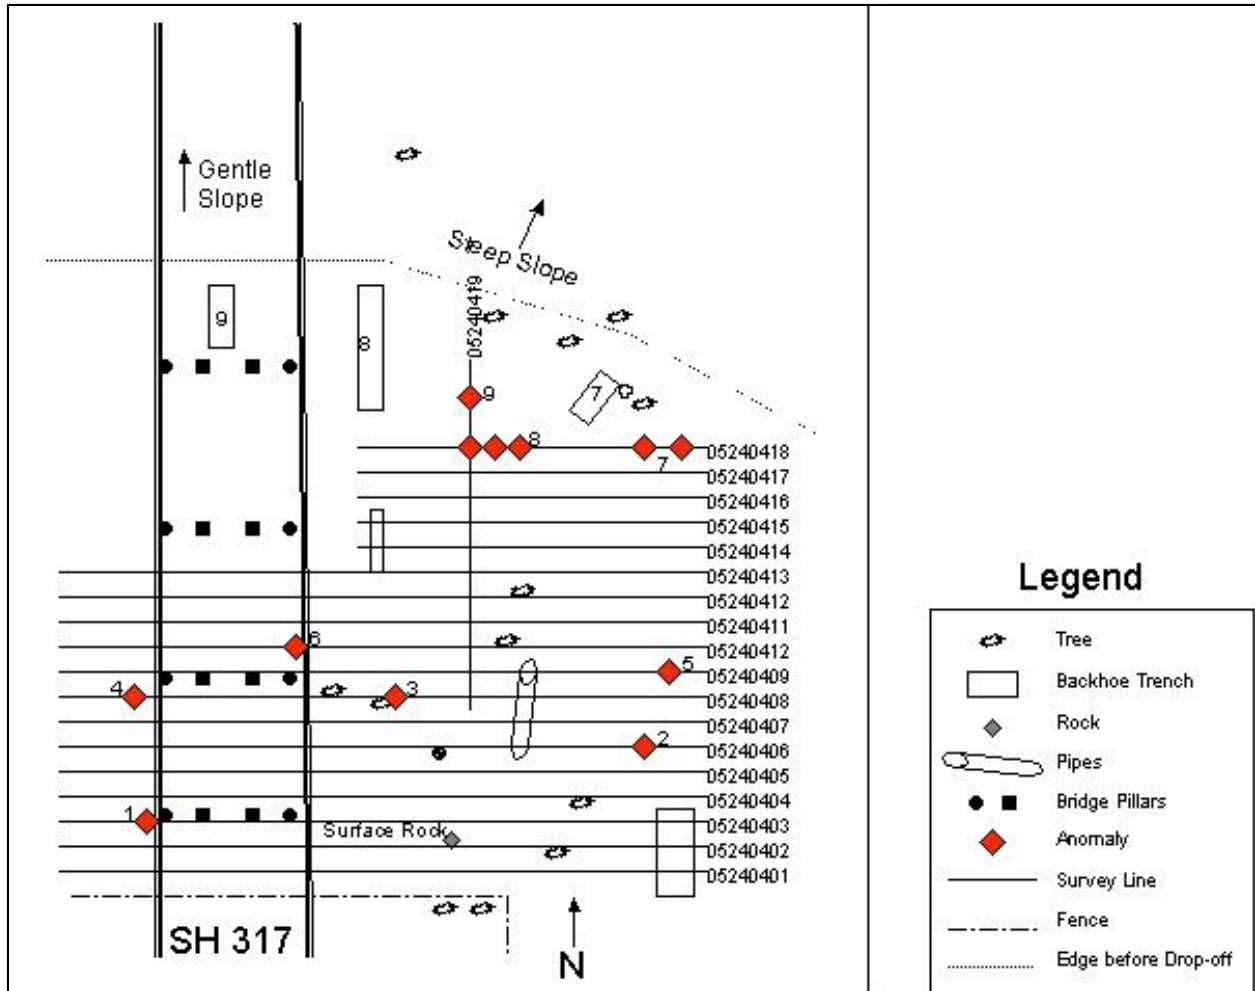 Gentle
Slope
Steep Slope
05240419
9
8
7
9
8
7
05240418
05240417
05240416
05240415
05240414
05240413
05240412
05240411
6
05240412
5
05240409
4
3
05240408
05240407
2
05240406
05240405
05240404
1
05240403
Surface Rock
05240402
05240401
SH 317
N
Legend
Tree
Backhoe Trench
Rock
Pipes
Bridge Pillars
Anomaly
Survey Line
Fence
Edge before Drop-off